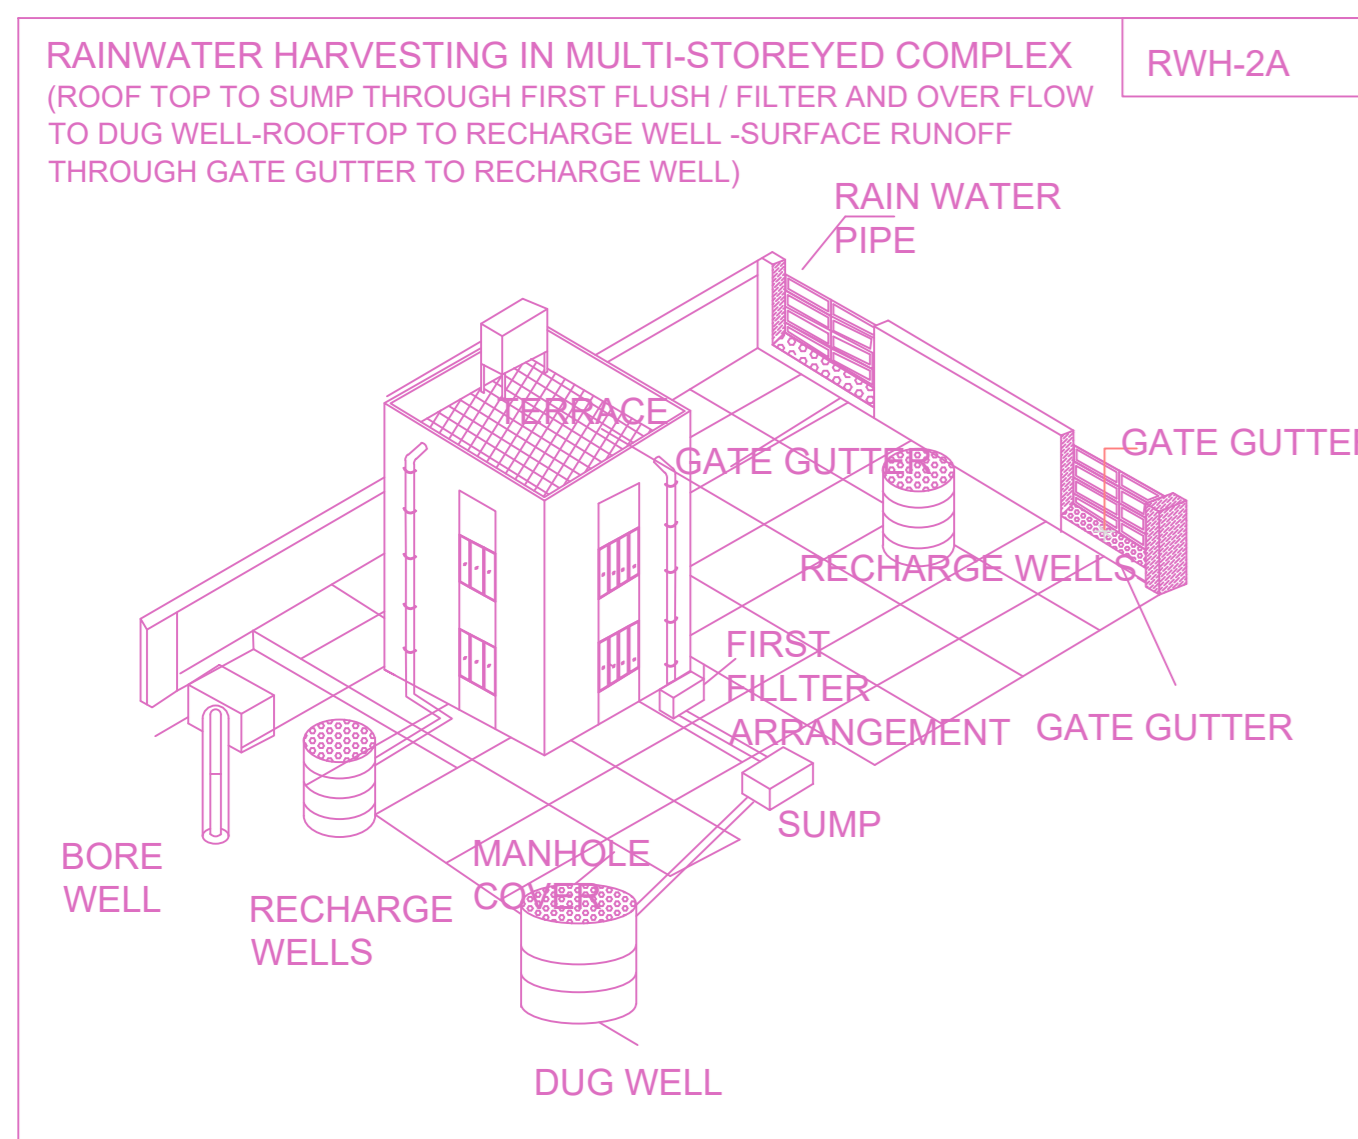 RAINWATER HARVESTING IN MULTI-STOREYED COMPLEX
RWH-2A
(ROOF TOP TO SUMP THROUGH FIRST FLUSH / FILTER AND OVER FLOW
TO DUG WELL-ROOFTOP TO RECHARGE WELL -SURFACE RUNOFF
THROUGH GATE GUTTER TO RECHARGE WELL)
RAIN WATER
PIPE
TERRACE
GATE GUTTER
GATE GUTTER
RECHARGE WELLS
FIRST
FILLTER
ARRANGEMENT
GATE GUTTER
SUMP
MANHOLE
COVER
BORE
WELL
RECHARGE
WELLS
DUG WELL